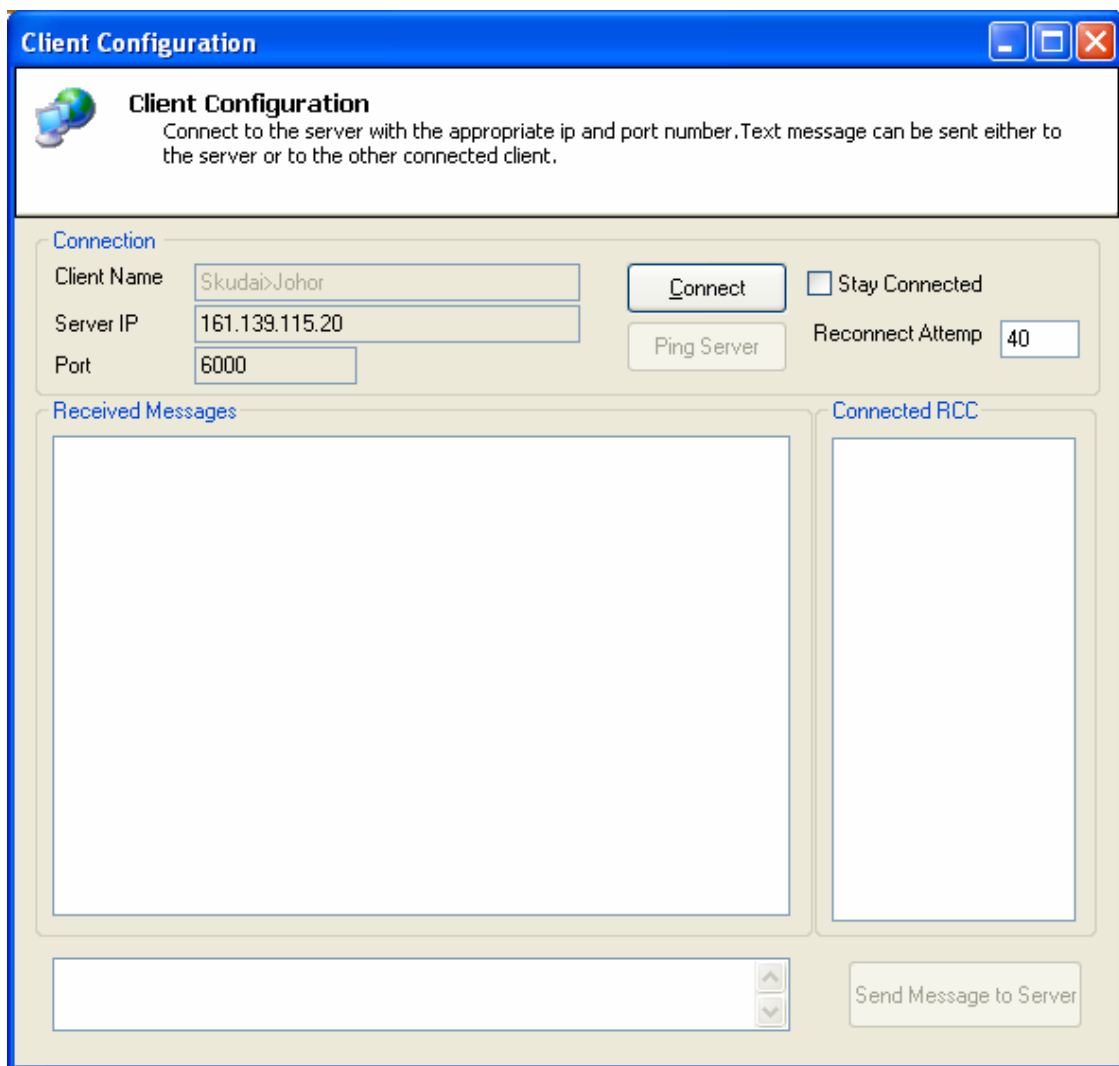 Client Configuration
Client Configuration
Connect to the server with the appropriate ip and port number.Text message can be sent either to
the server or to the other connected client.
Connection
Client Name
Skudai>Johor
Connect
Stay Connected
Server IP
161.139.115.20
Ping Server
Reconnect Attemp
40
Port
6000
Received Messages
Connected RCC
Send Message to Server